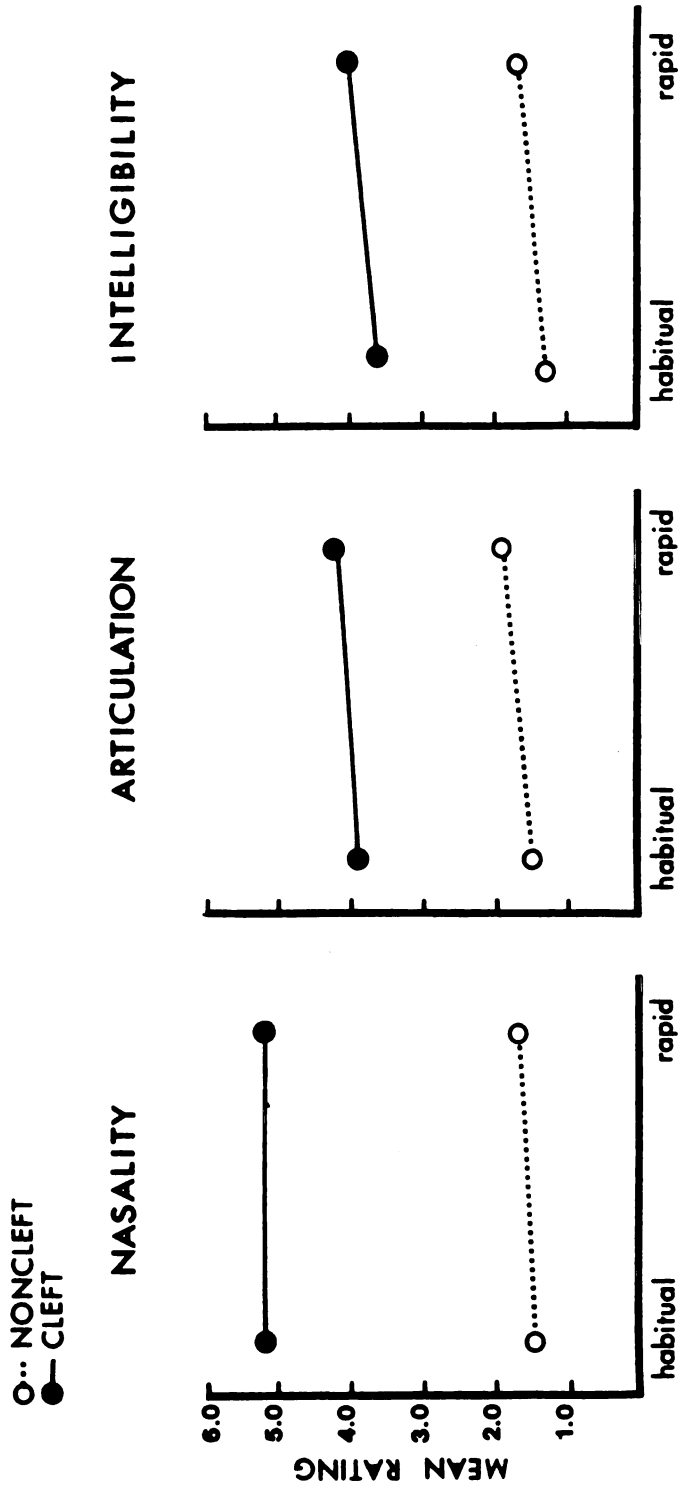 O·· NONCLEFT
●— CLEFT
NASALITY
ARTICULATION
INTELLIGIBILITY
MEAN RATING
6.0
5.0
4.0
3.0
2.0
1.0
habitual rapid
habitual rapid
habitual rapid